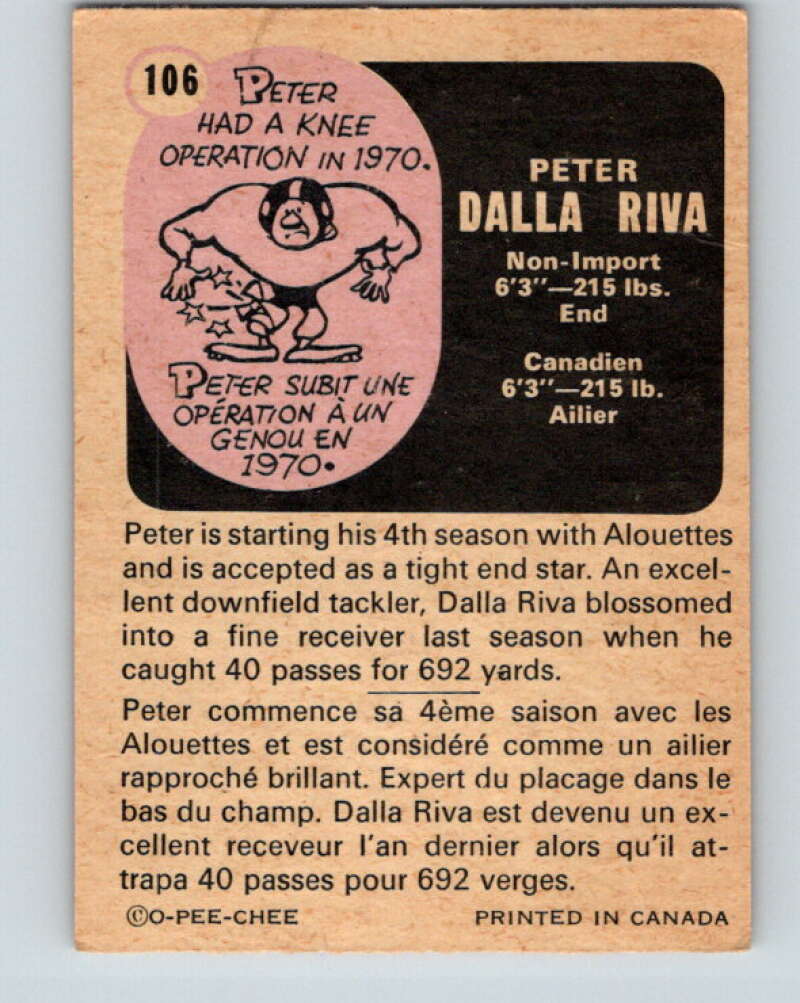 106
PETER
HAD A KNEE
OPERATION IN 1970.
PETER SUBIT UNE
OPÉRATION À UN
GENOU EN
1970.
PETER
DALLA RIVA
Non-Import
6'3"—215 lbs.
End
Canadien
6'3"—215 lb.
Ailier
Peter is starting his 4th season with Alouettes
and is accepted as a tight end star. An excel-
lent downfield tackler, Dalla Riva blossomed
into a fine receiver last season when he
caught 40 passes for 692 yards.
Peter commence sa 4ème saison avec les
Alouettes et est considéré comme un ailier
rapproché brillant. Expert du placage dans le
bas du champ. Dalla Riva est devenu un ex-
cellent receveur l'an dernier alors qu'il at-
trapa 40 passes pour 692 verges.
©O-PEE-CHEE
PRINTED IN CANADA